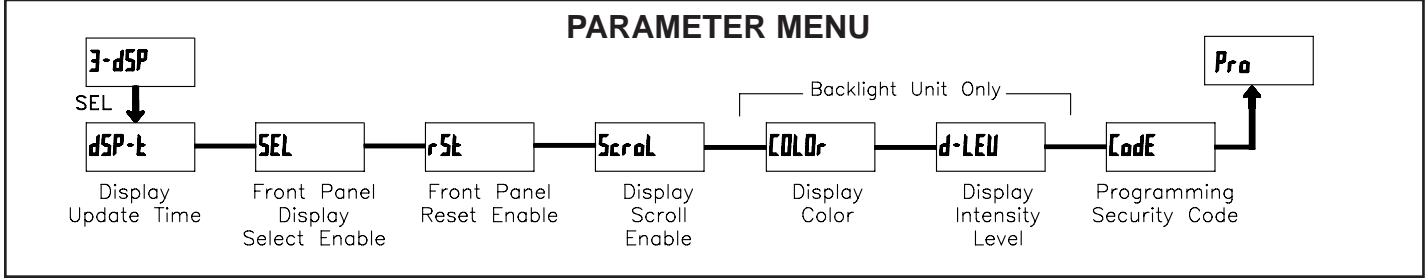 PARAMETER MENU
3-dSP
Pro
SEL
Backlight Unit Only
dSP-t
SEL
rSt
ScroL
COLOr
d-LEV
CodE
Display
Update Time
Front Panel
Display
Select Enable
Front Panel
Reset Enable
Display
Scroll
Enable
Display
Color
Display
Intensity
Level
Programming
Security Code